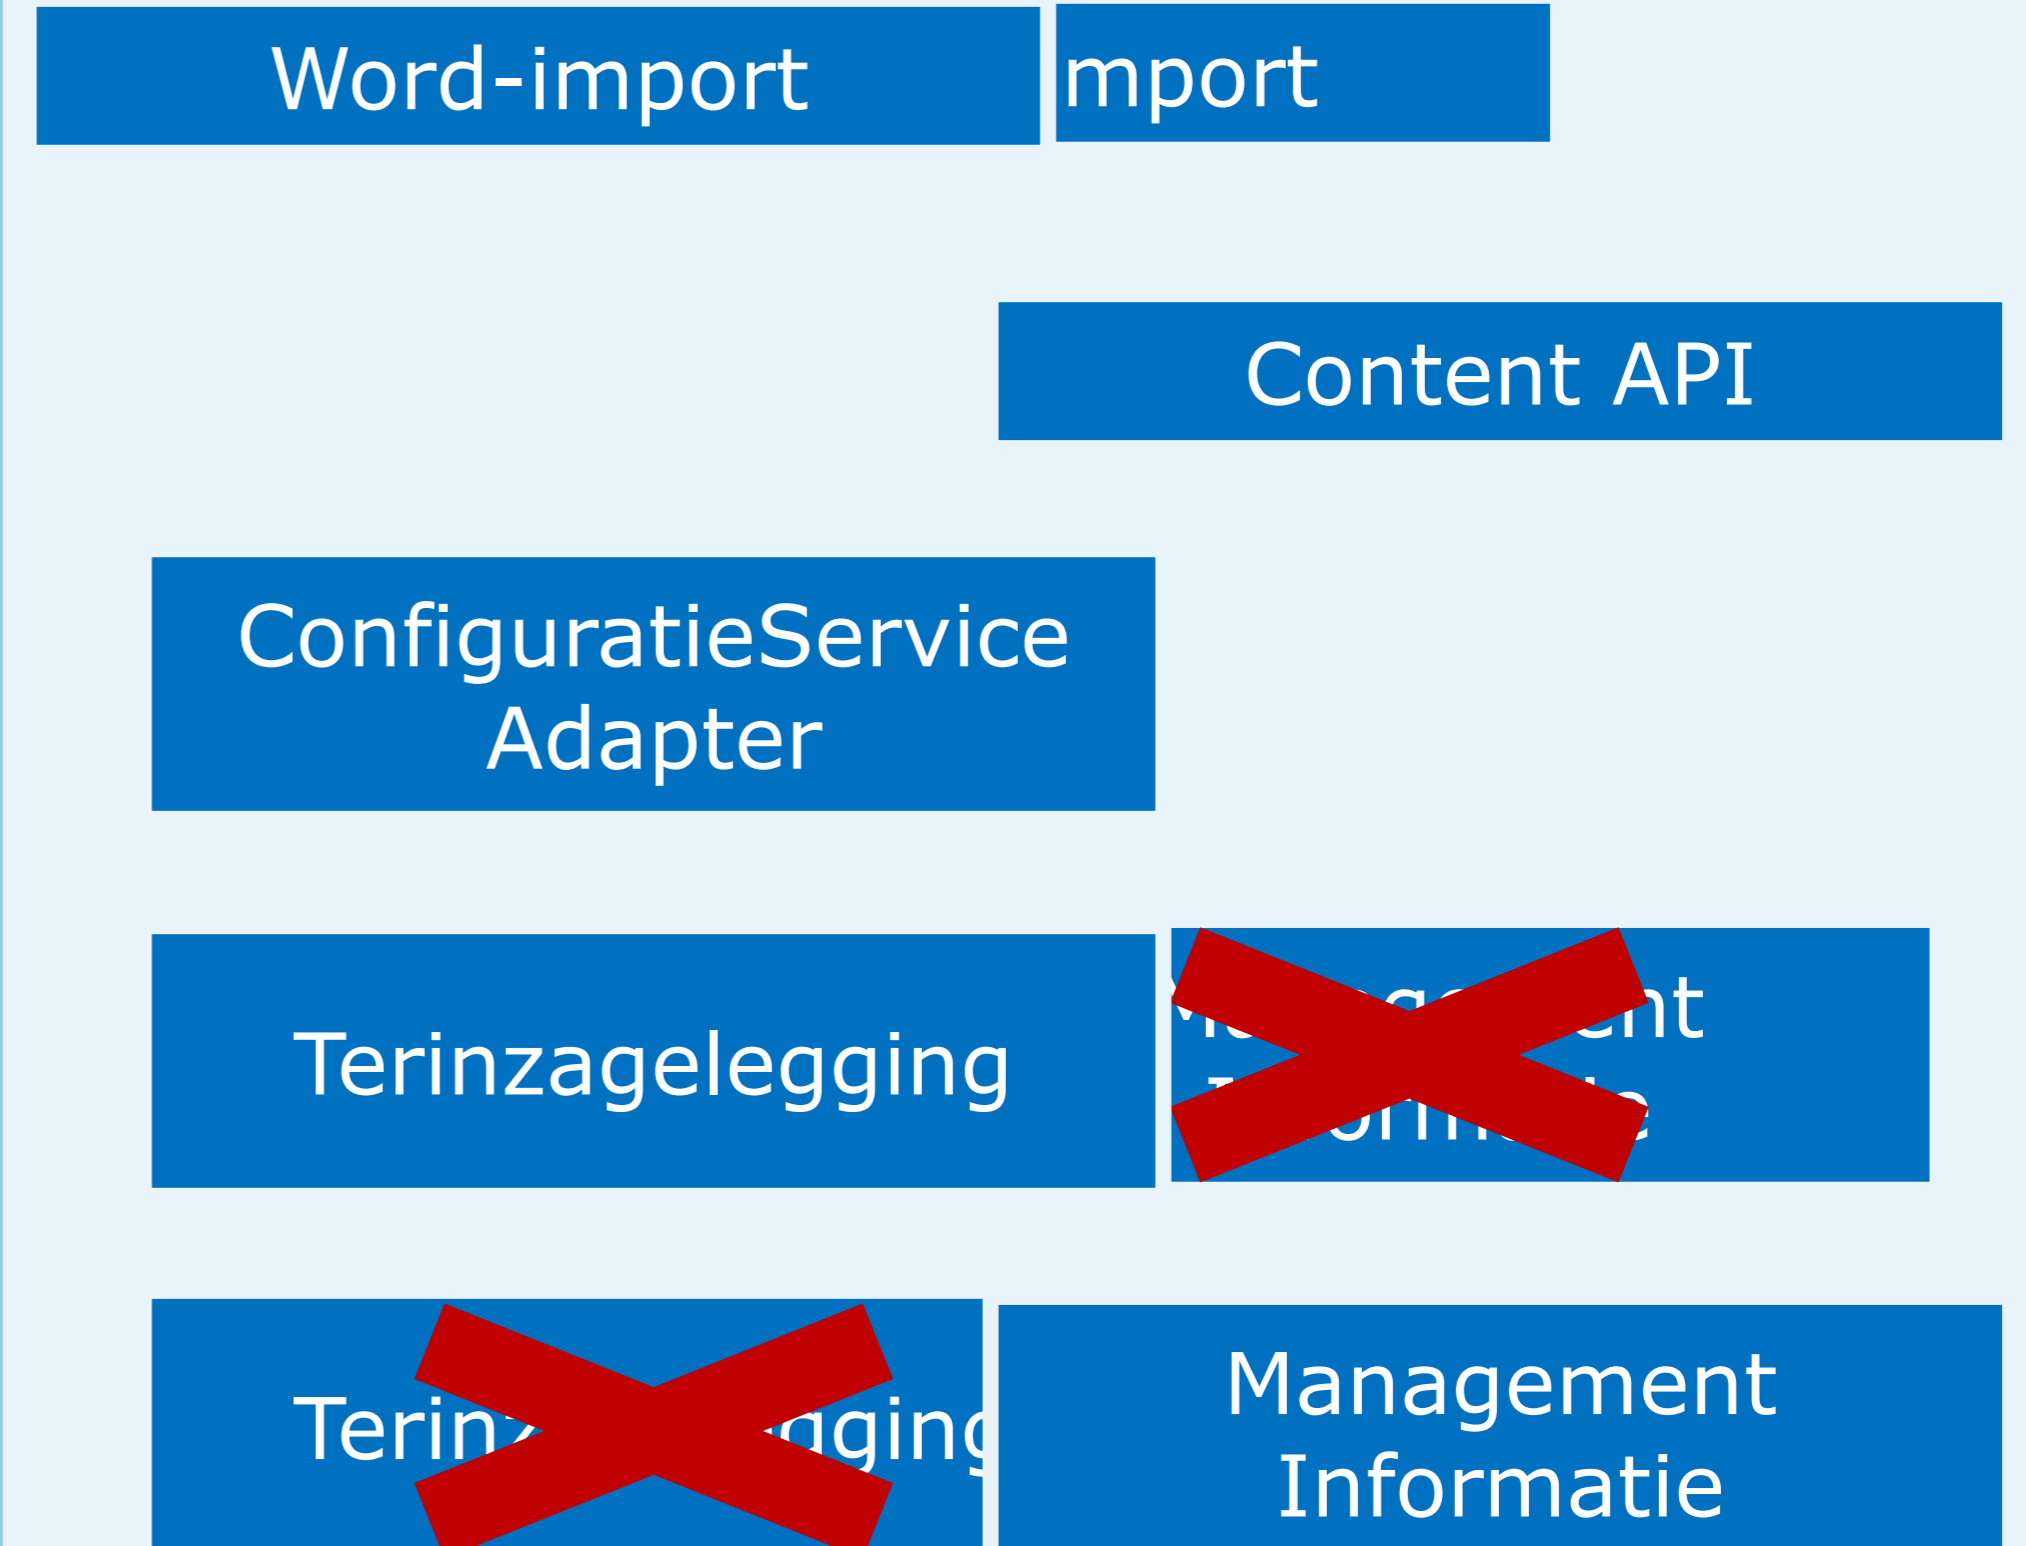 Word-import
mport
Content API
ConfiguratieService
Adapter
Terinzagelegging
Management
Informatie